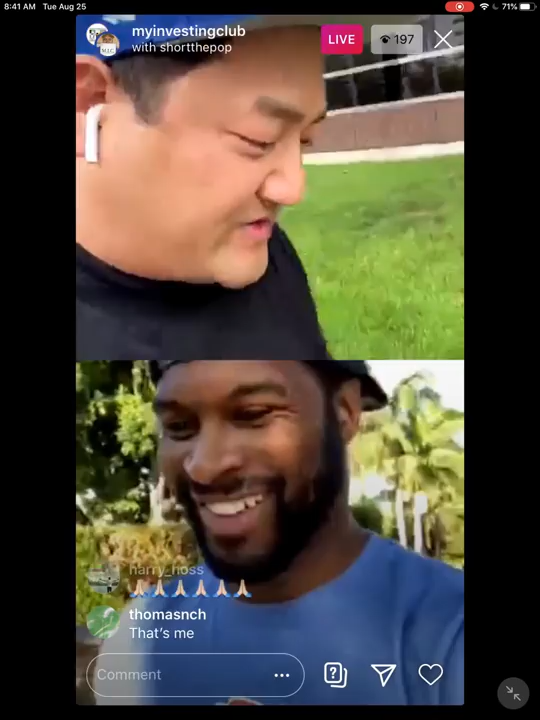 8:41 AM Tue Aug 25
71%
myinvestingclub
with shortthepop
LIVE
197
harry_hoss
🙏🏼🙏🏼🙏🏼🙏🏼🙏🏼🙏🏼
thomasnch
That's me
Comment